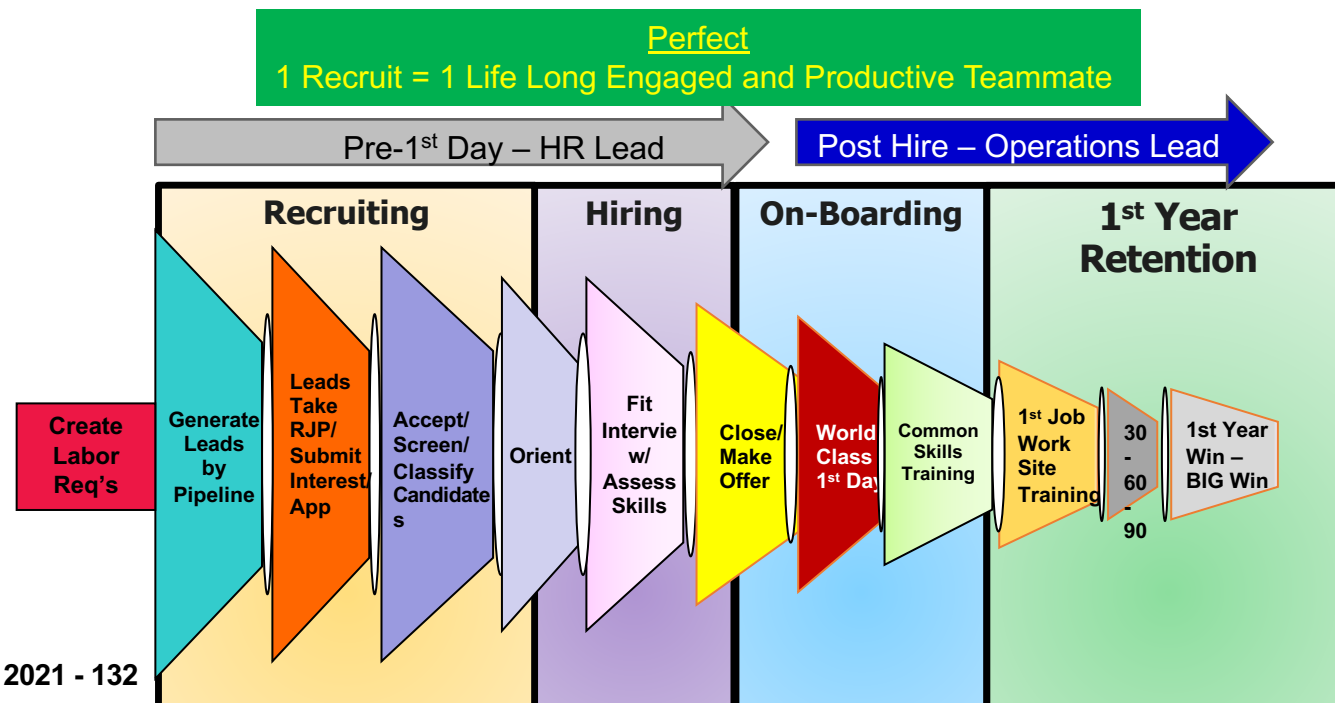 Perfect
1 Recruit = 1 Life Long Engaged and Productive Teammate
Pre-1st Day – HR Lead
Post Hire – Operations Lead
Recruiting
Hiring
On-Boarding
1st Year
Retention
Create
Labor
Req's
Generate
Leads
by
Pipeline
Leads
Take
RJP/
Submit
Interest/
App
Accept/
Screen/
Classify
Candidate
s
Orient
Fit
Intervie
w/
Assess
Skills
Close/
Make
Offer
World
Class
1st Day
Common
Skills
Training
1st Job
Work
Site
Training
30
-
60
-
90
1st Year
Win –
BIG Win
2021 - 132